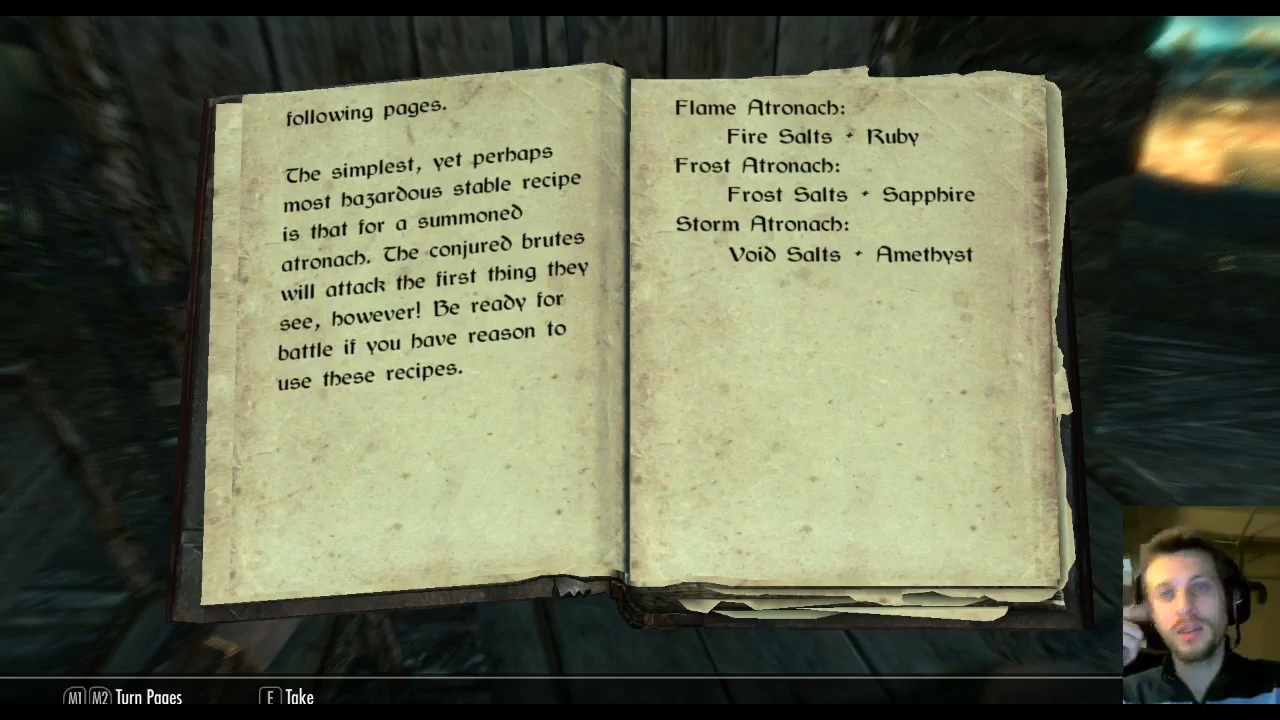 following pages.
The simplest, yet perhaps
most hazardous stable recipe
is that for a summoned
atronach. The conjured brutes
will attack the first thing they
see, however! Be ready for
battle if you have reason to
use these recipes.
Flame Atronach:
Fire Salts + Ruby
Frost Atronach:
Frost Salts + Sapphire
Storm Atronach:
Void Salts + Amethyst
M1 M2 Turn Pages E Take